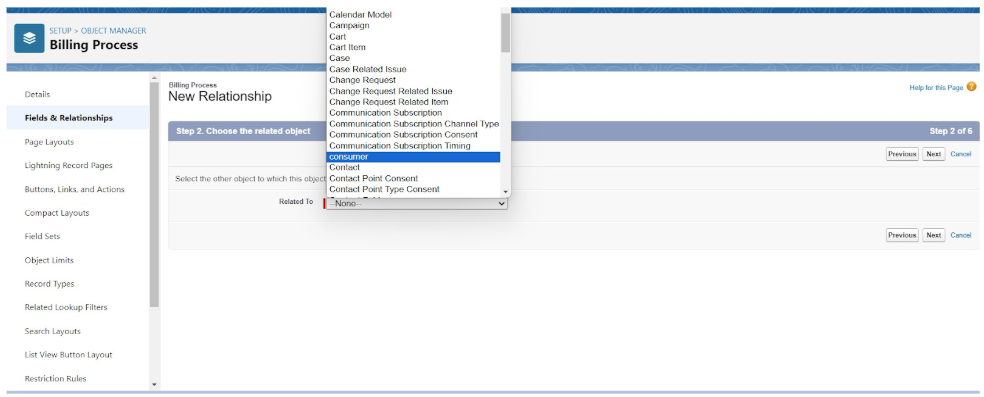 SETUP > OBJECT MANAGER
Billing Process
Details
Fields & Relationships
Page Layouts
Lightning Record Pages
Buttons, Links, and Actions
Compact Layouts
Field Sets
Object Limits
Record Types
Related Lookup Filters
Search Layouts
List View Button Layout
Restriction Rules
Billing Process
New Relationship
Help for this Page ?
Step 2. Choose the related object
Step 2 of 6
Previous Next Cancel
Select the other object to which this object
Related To --None--
Calendar Model
Campaign
Cart
Cart Item
Case
Case Related Issue
Change Request
Change Request Related Issue
Change Request Related Item
Communication Subscription
Communication Subscription Channel Type
Communication Subscription Consent
Communication Subscription Timing
consumer
Contact
Contact Point Consent
Contact Point Type Consent
Previous Next Cancel